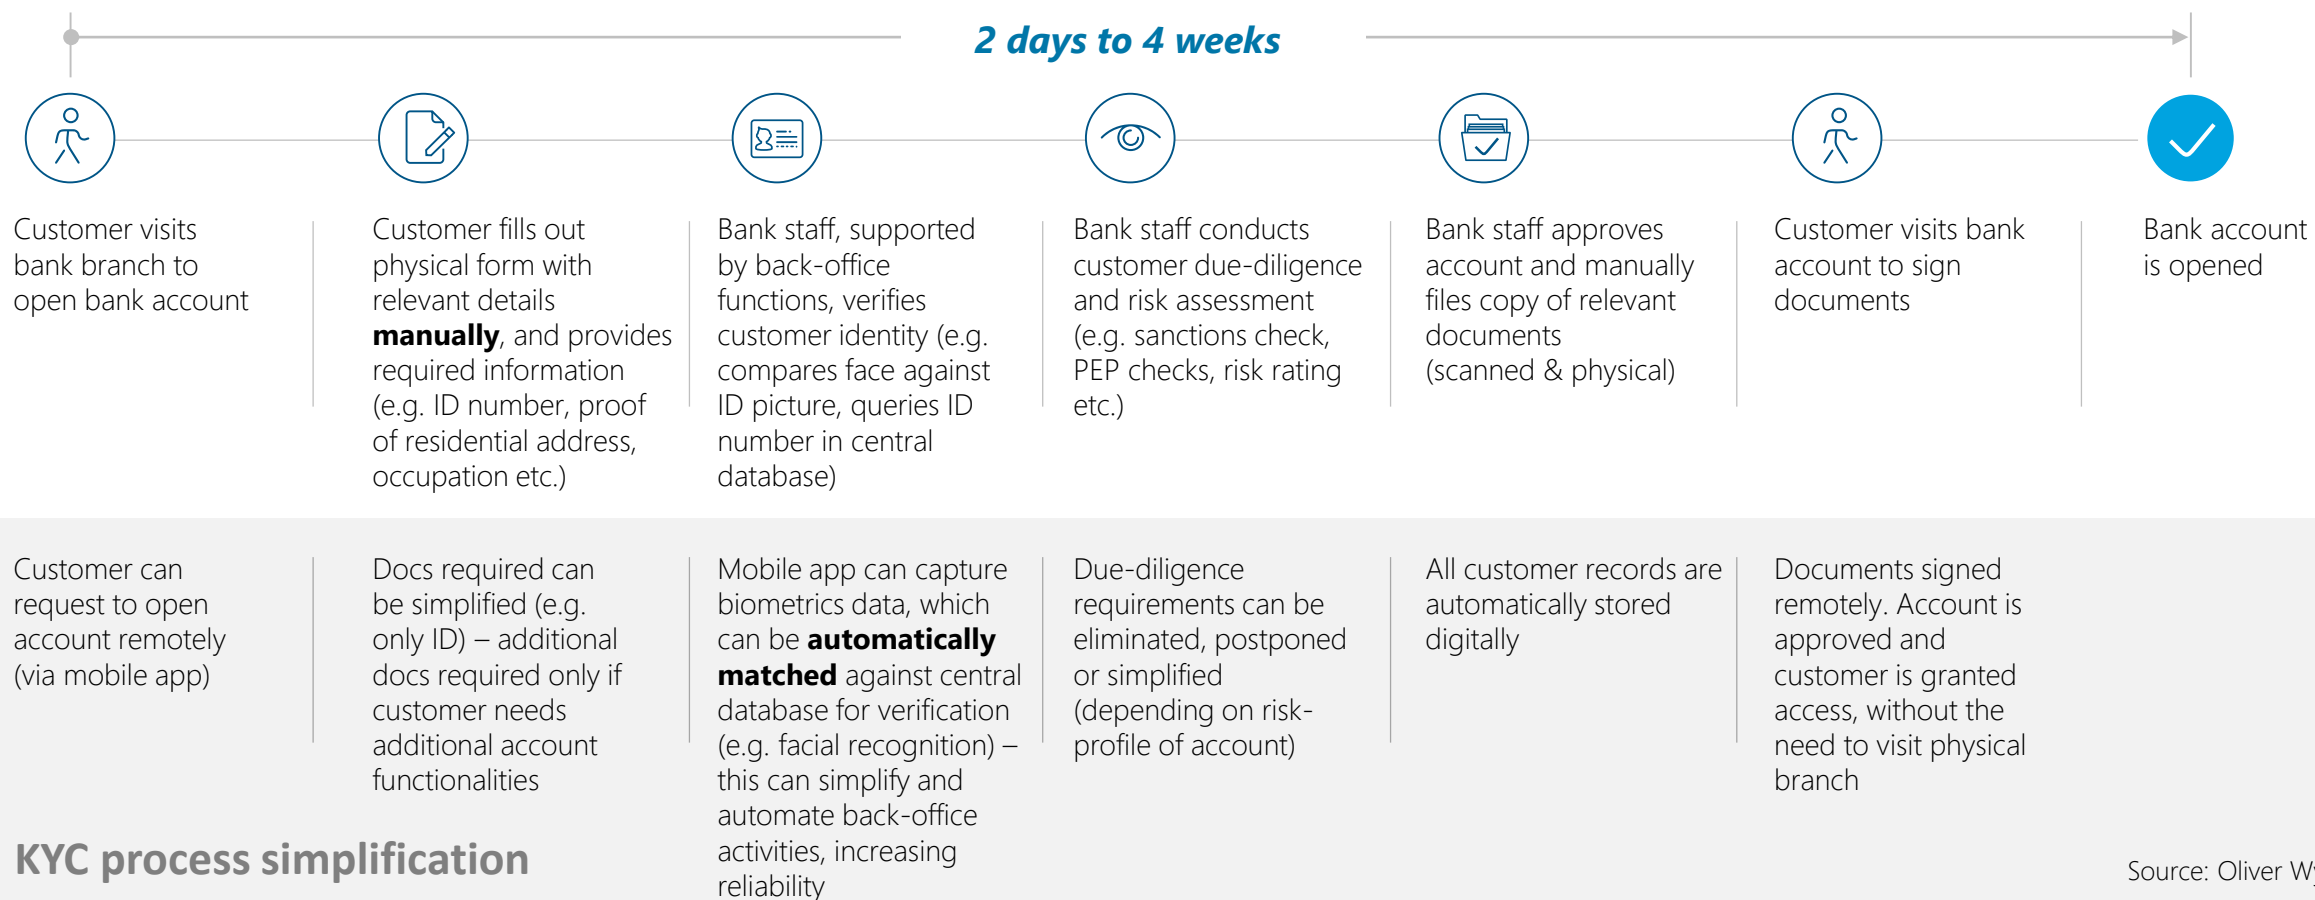 2 days to 4 weeks
Customer visits
bank branch to
open bank account
Customer fills out
physical form with
relevant details
manually, and provides
required information
(e.g. ID number, proof
of residential address,
occupation etc.)
Bank staff, supported
by back-office
functions, verifies
customer identity (e.g.
compares face against
ID picture, queries ID
number in central
database)
Bank staff conducts
customer due-diligence
and risk assessment
(e.g. sanctions check,
PEP checks, risk rating
etc.)
Bank staff approves
account and manually
files copy of relevant
documents
(scanned & physical)
Customer visits bank
account to sign
documents
Bank account
is opened
Customer can
request to open
account remotely
(via mobile app)
Docs required can
be simplified (e.g.
only ID) – additional
docs required only if
customer needs
additional account
functionalities
Mobile app can capture
biometrics data, which
can be automatically
matched against central
database for verification
(e.g. facial recognition) –
this can simplify and
automate back-office
activities, increasing
reliability
Due-diligence
requirements can be
eliminated, postponed
or simplified
(depending on risk-
profile of account)
All customer records are
automatically stored
digitally
Documents signed
remotely. Account is
approved and
customer is granted
access, without the
need to visit physical
branch
KYC process simplification
Source: Oliver